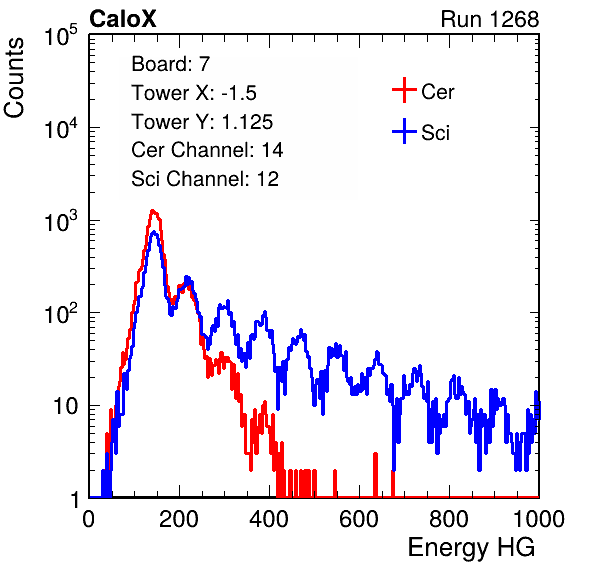 CaloX Run 1268
Counts
10^5
10^4
10^3
10^2
10
1
Board: 7
Tower X: -1.5
Tower Y: 1.125
Cer Channel: 14
Sci Channel: 12
Cer
Sci
0 200 400 600 800 1000
Energy HG